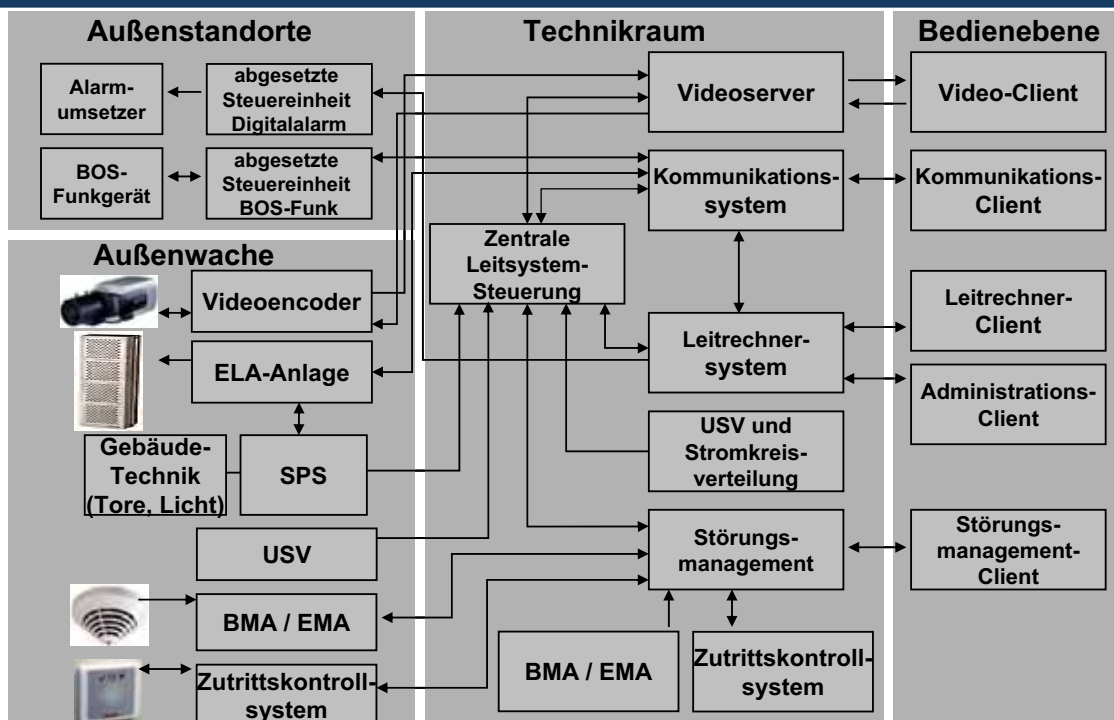 Außenstandorte
Alarm-
umsetzer
abgesetzte
Steuereinheit
Digitalalarm
BOS-
Funkgerät
abgesetzte
Steuereinheit
BOS-Funk
Außenwache
Videoencoder
ELA-Anlage
Gebäude-
Technik
(Tore, Licht)
SPS
USV
BMA / EMA
Zutrittskontroll-
system
Technikraum
Videoserver
Kommunikations-
system
Zentrale
Leitsystem-
Steuerung
Leitrechner-
system
USV und
Stromkreis-
verteilung
Störungs-
management
BMA / EMA
Zutrittskontroll-
system
Bedienebene
Video-Client
Kommunikations-
Client
Leitrechner-
Client
Administrations-
Client
Störungs-
management-
Client